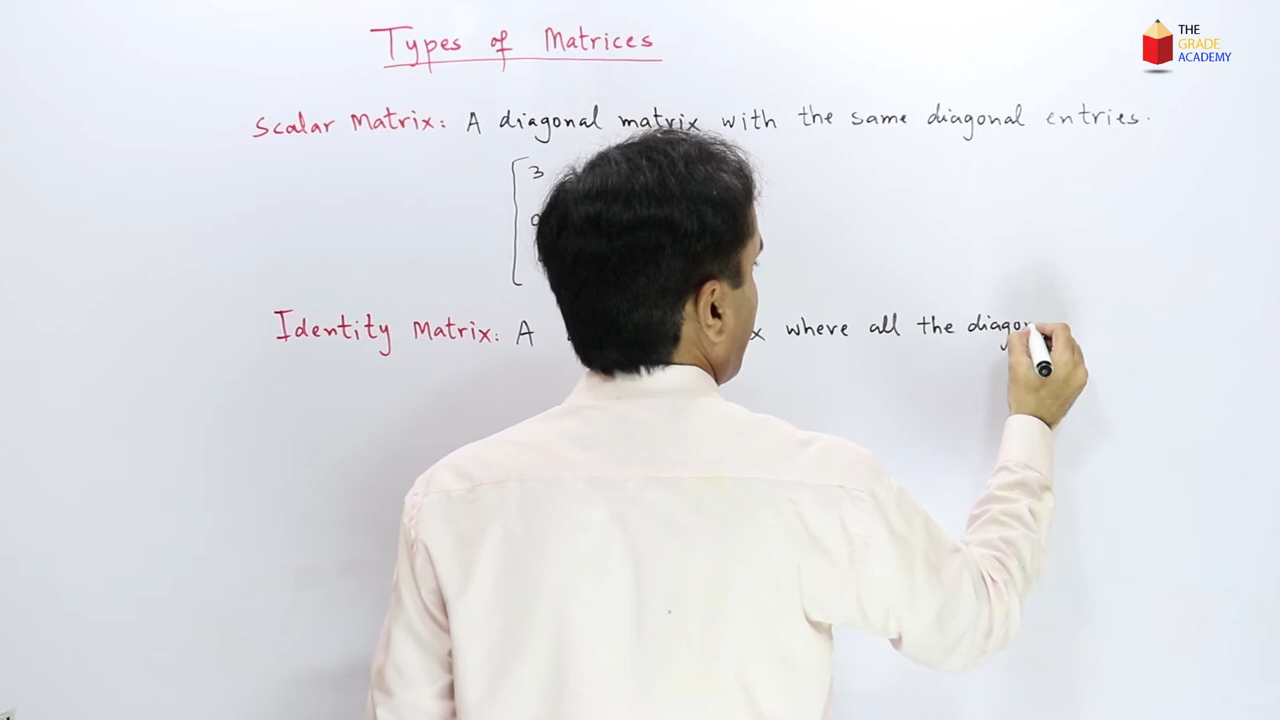 Types of Matrices
THE
GRADE
ACADEMY
Scalar Matrix: A diagonal matrix with the same diagonal entries.
3
0
Identity Matrix: A where all the